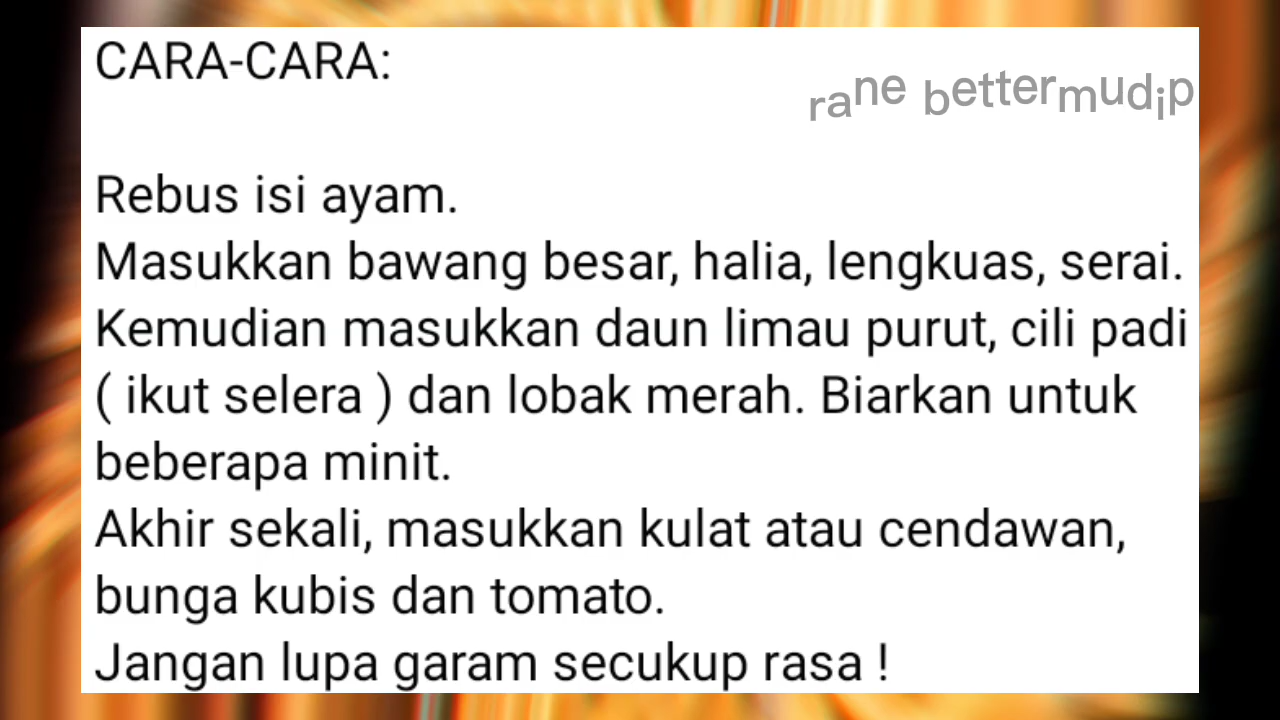 CARA-CARA:
rane bettermudip
Rebus isi ayam.
Masukkan bawang besar, halia, lengkuas, serai.
Kemudian masukkan daun limau purut, cili padi
( ikut selera ) dan lobak merah. Biarkan untuk
beberapa minit.
Akhir sekali, masukkan kulat atau cendawan,
bunga kubis dan tomato.
Jangan lupa garam secukup rasa !